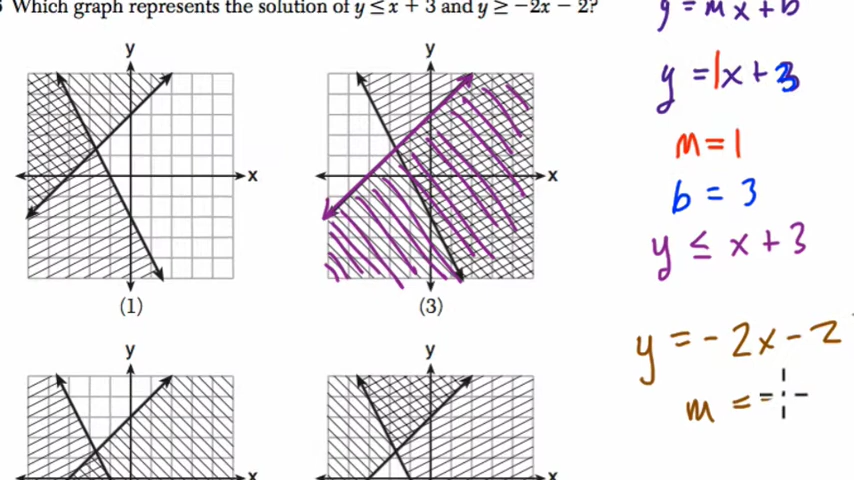 Which graph represents the solution of y ≤ x + 3 and y ≥ −2x − 2?
y = mx + b
y = 1x + 3
m = 1
b = 3
y ≤ x + 3
y = -2x - 2
m = -
y
x
(1)
y
x
(3)
y
x
y
x